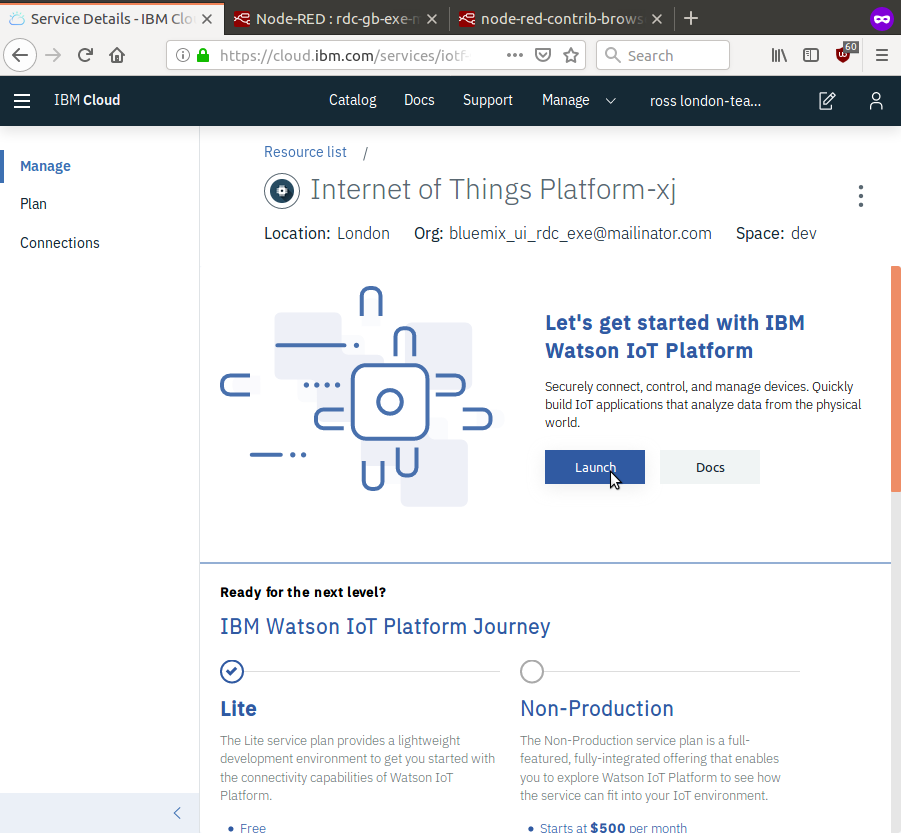 Service Details - IBM Clo
Node-RED : rdc-gb-exe-n
node-red-contrib-brows
https://cloud.ibm.com/services/iotf-
Search
60
IBM Cloud
Catalog
Docs
Support
Manage
ross london-tea...
Manage
Plan
Connections
Resource list /
Internet of Things Platform-xj
Location: London Org: bluemix_ui_rdc_exe@mailinator.com Space: dev
Let's get started with IBM
Watson IoT Platform
Securely connect, control, and manage devices. Quickly
build IoT applications that analyze data from the physical
world.
Launch
Docs
Ready for the next level?
IBM Watson IoT Platform Journey
Lite
The Lite service plan provides a lightweight
development environment to get you started with
the connectivity capabilities of Watson IoT
Platform.
• Free
Non-Production
The Non-Production service plan is a full-
featured, fully-integrated offering that enables
you to explore Watson IoT Platform to see how
the service can fit into your IoT environment.
• Starts at $500 per month